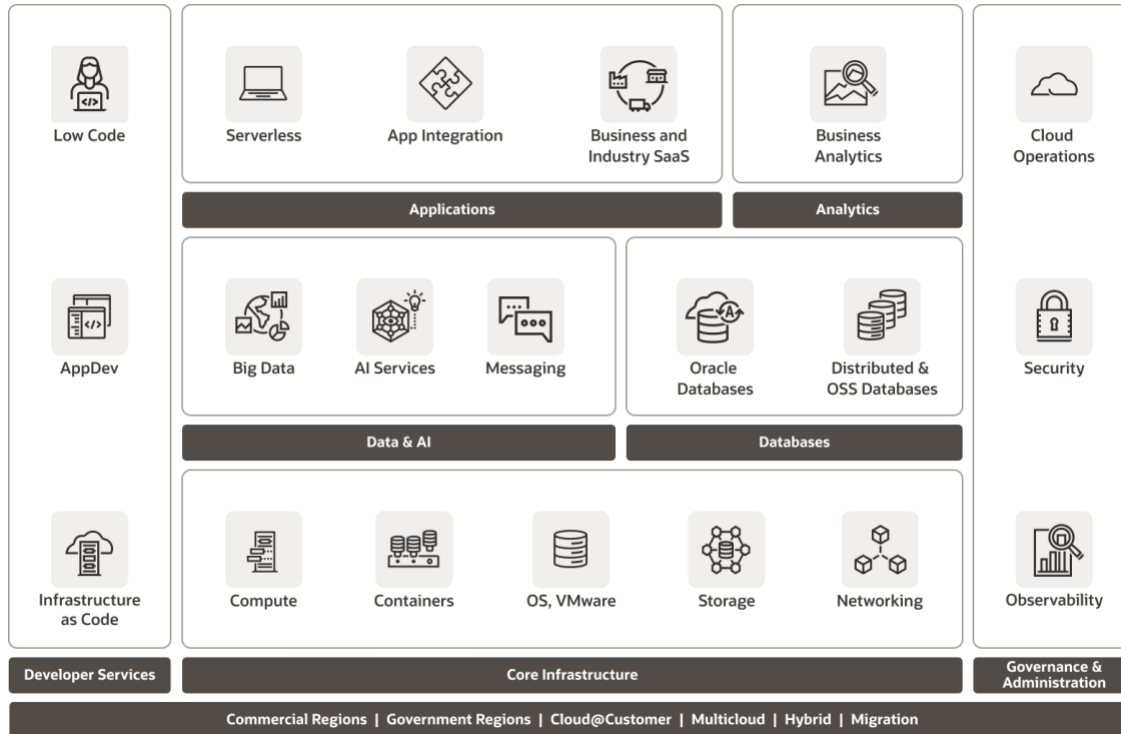 Low Code
Serverless
App Integration
Business and
Industry SaaS
Business
Analytics
Cloud
Operations
Applications
Analytics
AppDev
Big Data
AI Services
Messaging
Oracle
Databases
Distributed &
OSS Databases
Security
Data & AI
Databases
Infrastructure
as Code
Compute
Containers
OS, VMware
Storage
Networking
Observability
Developer Services
Core Infrastructure
Governance &
Administration
Commercial Regions | Government Regions | Cloud@Customer | Multicloud | Hybrid | Migration